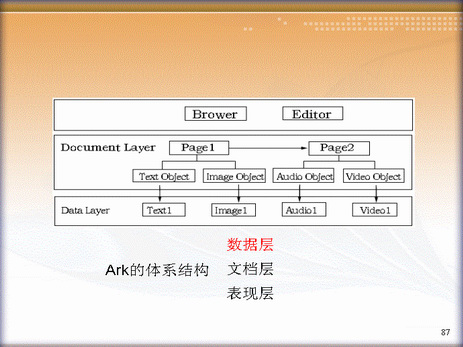 Brower Editor
Document Layer Page1 Page2
Text Object Image Object Audio Object Video Object
Data Layer Text1 Image1 Audio1 Video1
数据层
Ark的体系结构 文档层
表现层
87